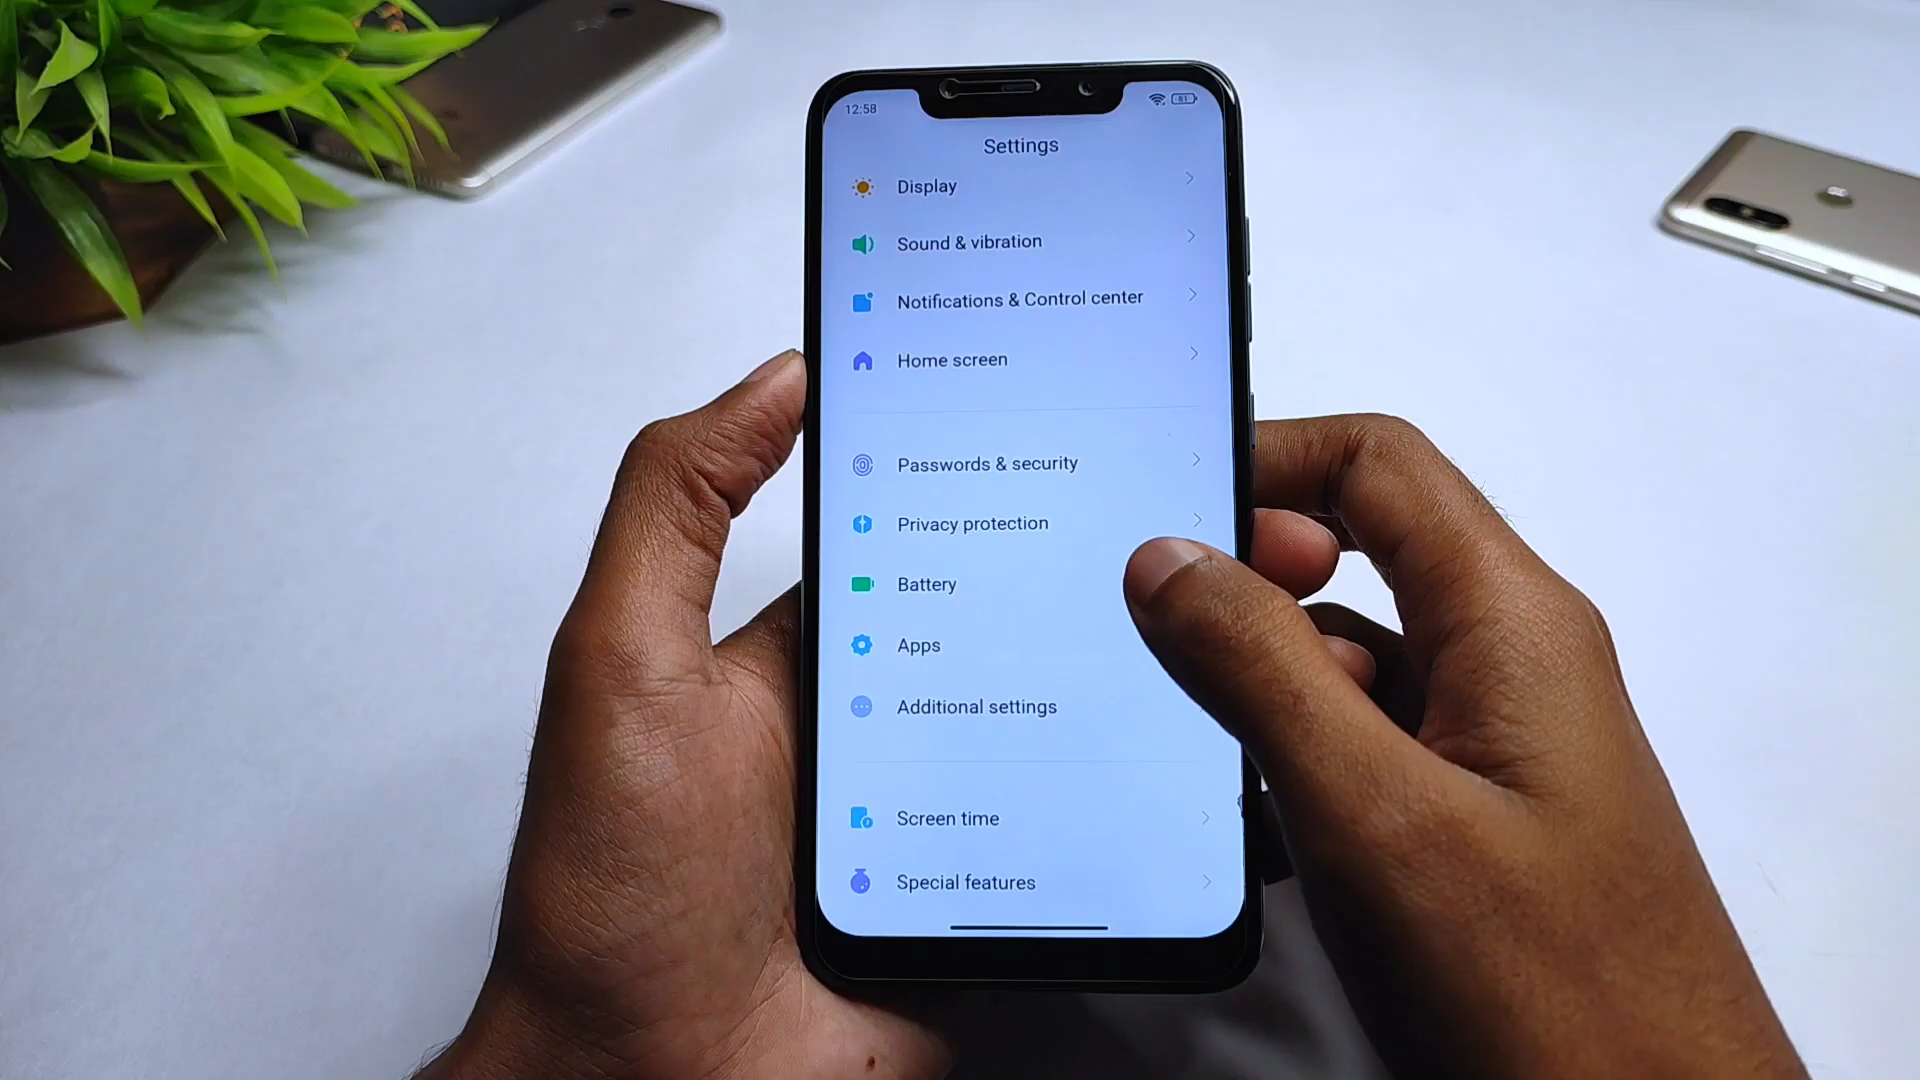 12:58
81
Settings
Display
Sound & vibration
Notifications & Control center
Home screen
Passwords & security
Privacy protection
Battery
Apps
Additional settings
Screen time
Special features